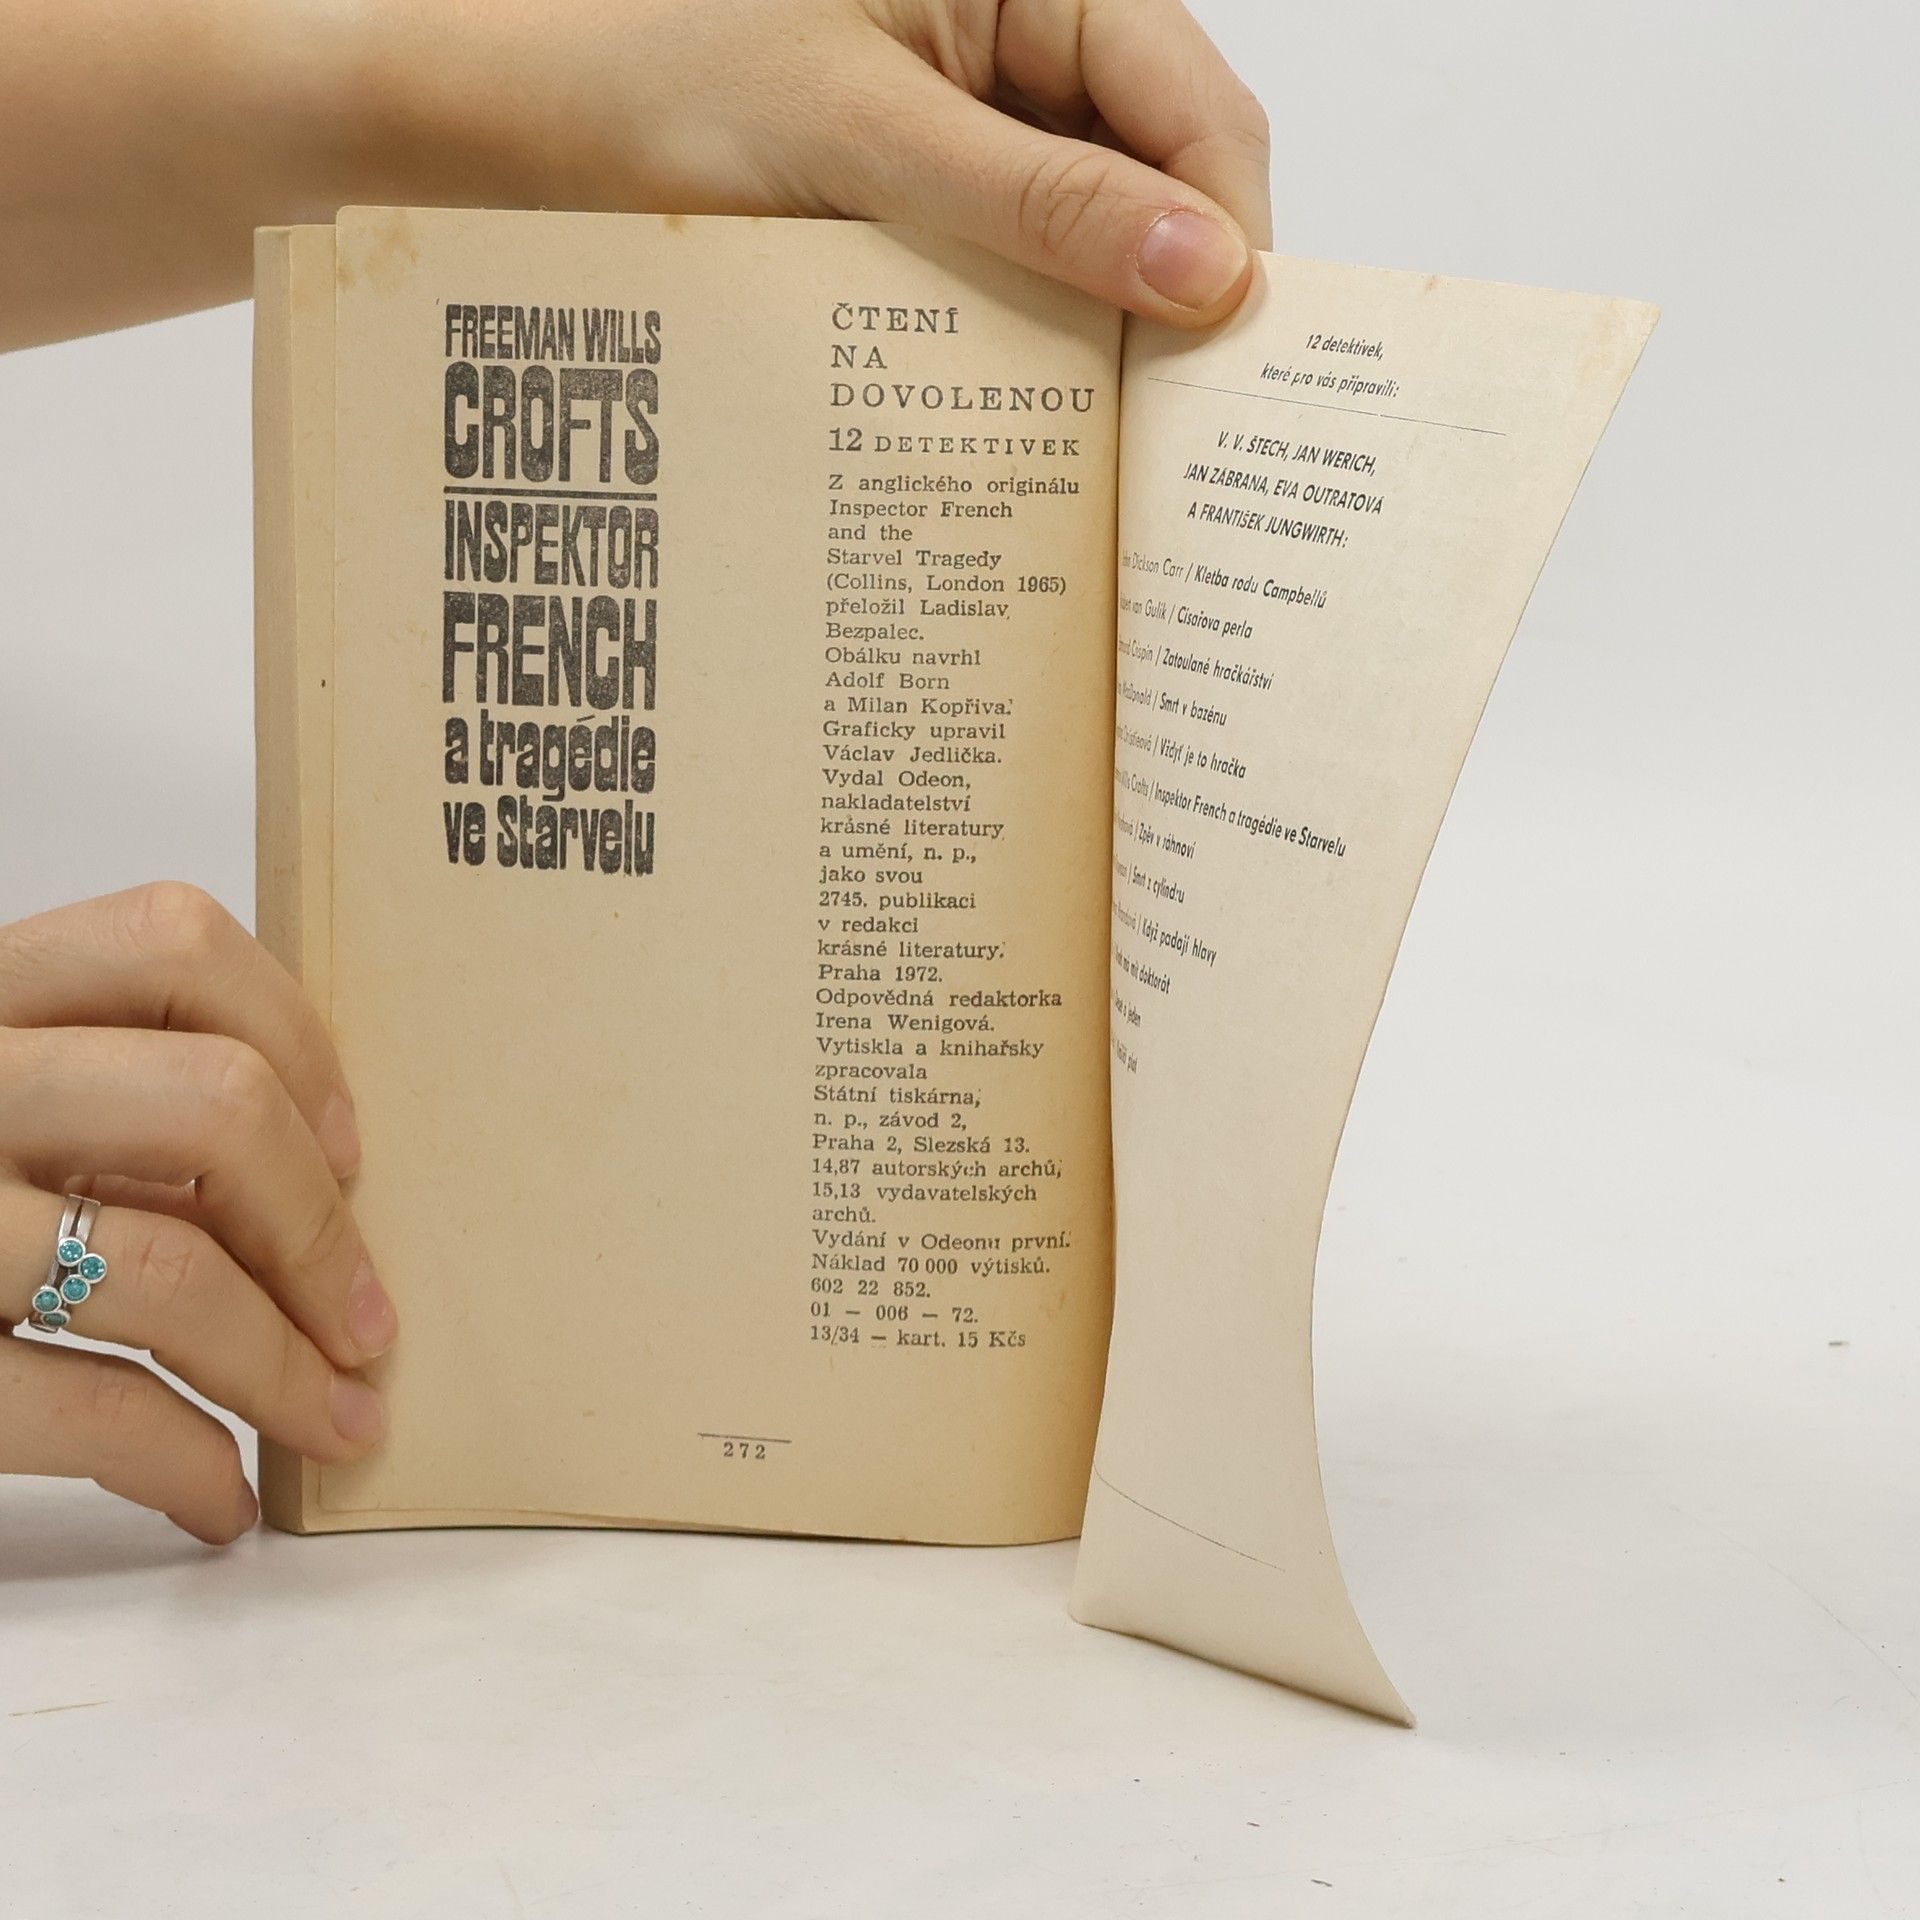 FREEMAN WILLS
CROFTS
INSPEKTOR
FRENCH
a tragédie
ve Starvelu
ČTENÍ
NA
DOVOLENOU
12 DETEKTIVEK
Z anglického originálu
Inspector French
and the
Starvel Tragedy
(Collins, London 1965)
přeložil Ladislav
Bezpalec.
Obálku navrhl
Adolf Born
a Milan Kopřiva.
Graficky upravil
Václav Jedlička.
Vydal Odeon,
nakladatelství
krásné literatury
a umění, n. p.,
jako svou
2745. publikaci
v redakci
krásné literatury.
Praha 1972.
Odpovědná redaktorka
Irena Wenigová.
Vytiskla a knihařsky
zpracovala
Státní tiskárna,
n. p., závod 2,
Praha 2, Slezská 13.
14,87 autorských archů,
15,13 vydavatelských
archů.
Vydání v Odeonu první.
Náklad 70 000 výtisků.
602 22 852.
01 — 006 — 72.
13/34 — kart. 15 Kčs
272
12 detektivek,
které pro vás připravili:
V. V. ŠTECH, JAN WERICH,
JAN ZÁBRANA, EVA OUTRATOVÁ
A FRANTIŠEK JUNGWIRTH:
Dickson Carr / Kletba rodu Campbellů
van Gulik / Císařova perla
Crispin / Zatoulané hračkářství
MacDonald / Smrt v bazénu
Christieová / Vždyť je to hračka
Wills Crofts / Inspektor French a tragédie ve Starvelu
/ Zpěv v ráhnoví
/ Smrt z cylindru
/ Když padají hlavy
má mít doktorát
a jeden
plat